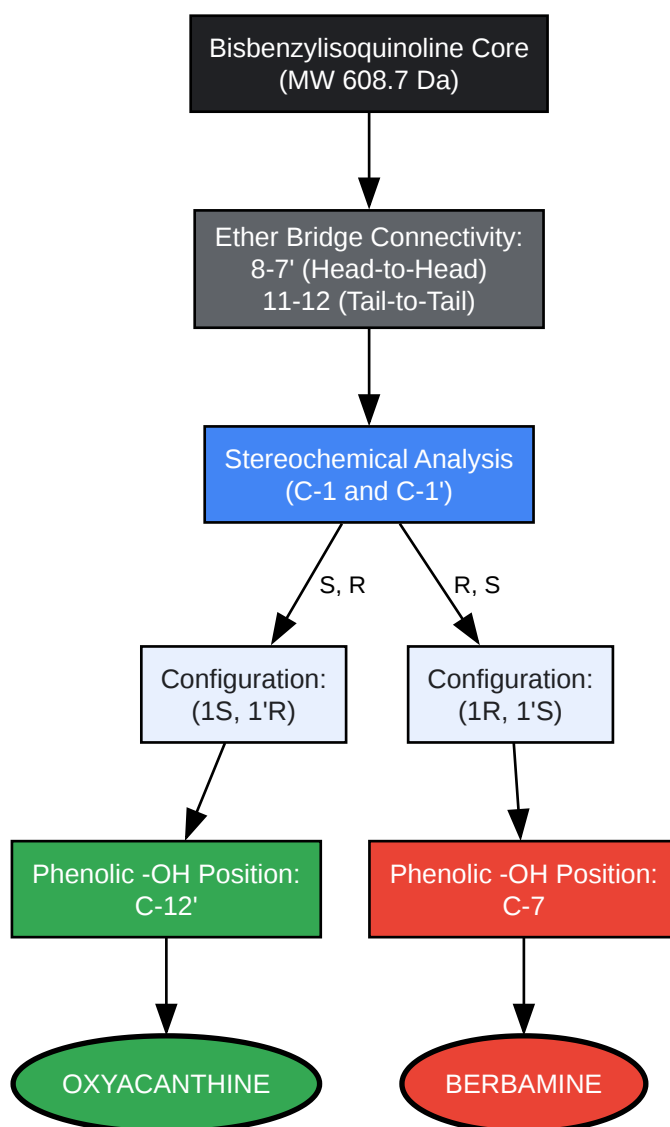 Bisbenzylisoquinoline Core
(MW 608.7 Da)
Ether Bridge Connectivity:
8-7' (Head-to-Head)
11-12 (Tail-to-Tail)
Stereochemical Analysis
(C-1 and C-1')
S, R
R, S
Configuration:
(1S, 1'R)
Configuration:
(1R, 1'S)
Phenolic -OH Position:
C-12'
Phenolic -OH Position:
C-7
OXYACANTHINE
BERBAMINE